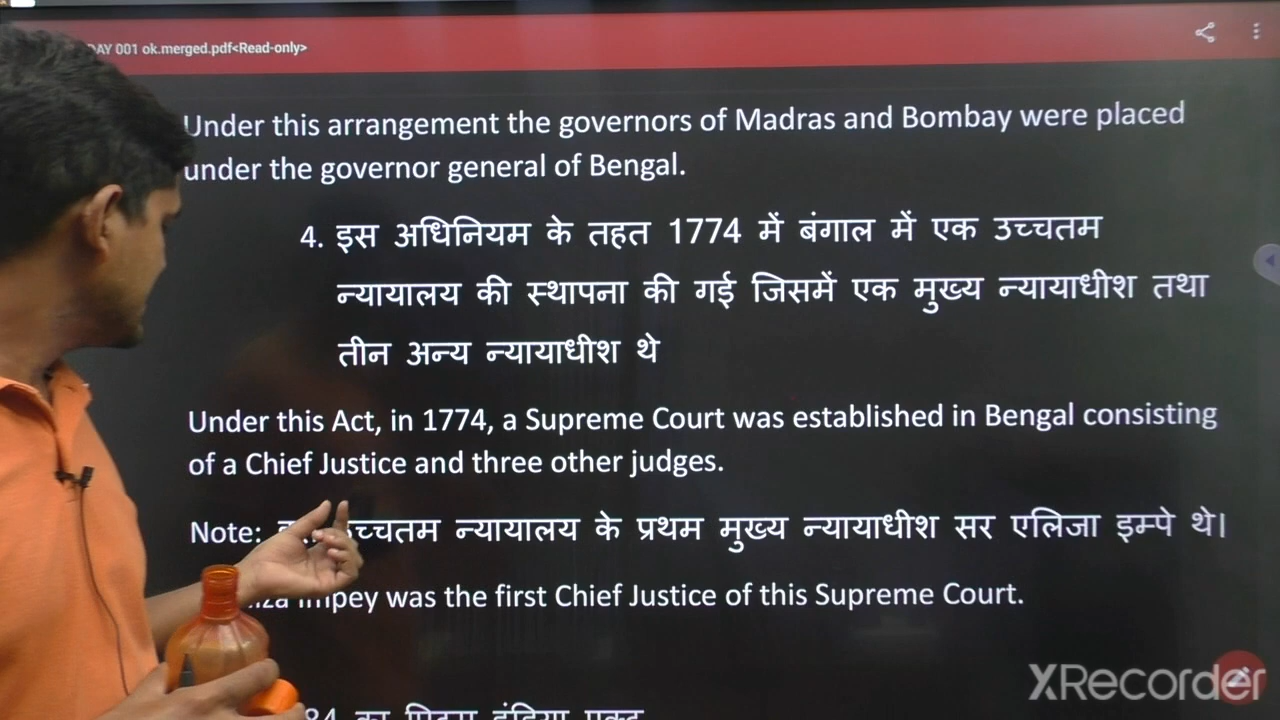 DAY 001 ok.merged.pdf<Read-only>
Under this arrangement the governors of Madras and Bombay were placed
under the governor general of Bengal.
4. इस अधिनियम के तहत 1774 में बंगाल में एक उच्चतम
न्यायालय की स्थापना की गई जिसमें एक मुख्य न्यायाधीश तथा
तीन अन्य न्यायाधीश थे
Under this Act, in 1774, a Supreme Court was established in Bengal consisting
of a Chief Justice and three other judges.
Note: उच्चतम न्यायालय के प्रथम मुख्य न्यायाधीश सर एलिजा इम्पे थे।
Impey was the first Chief Justice of this Supreme Court.
का पिट्स इंडिया एक्ट
XRecorder